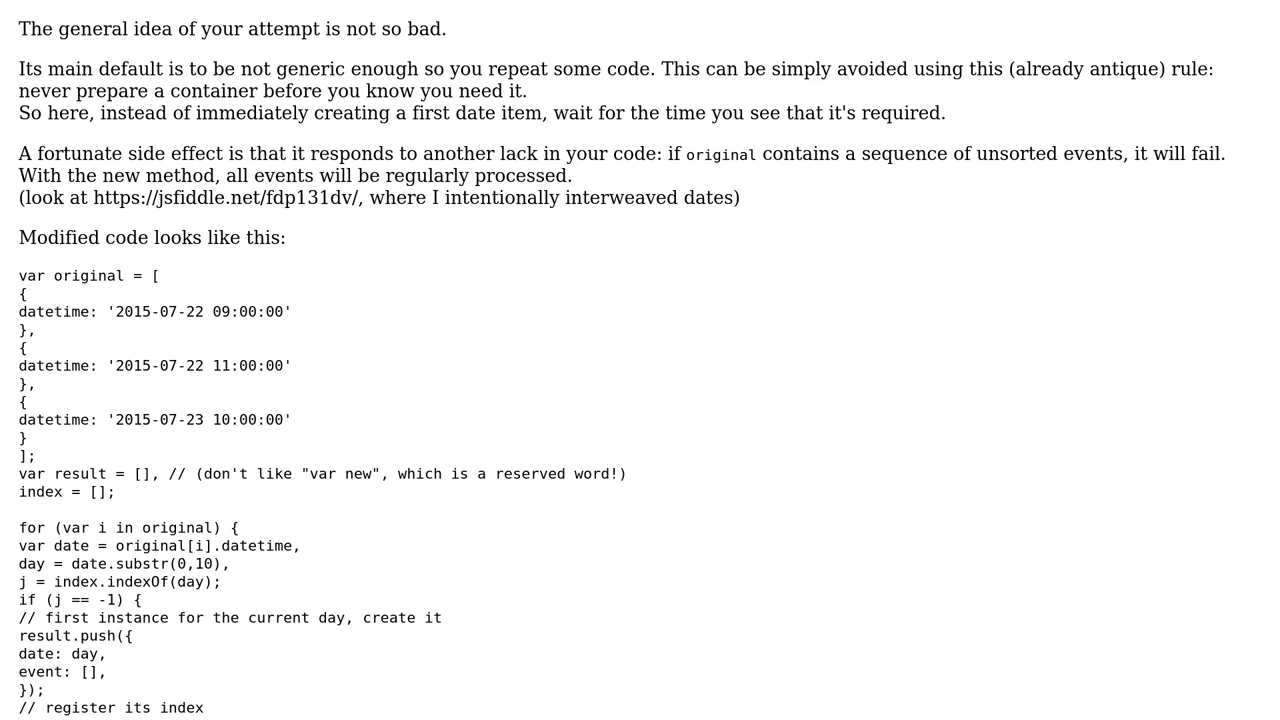 The general idea of your attempt is not so bad.
Its main default is to be not generic enough so you repeat some code. This can be simply avoided using this (already antique) rule:
never prepare a container before you know you need it.
So here, instead of immediately creating a first date item, wait for the time you see that it's required.
A fortunate side effect is that it responds to another lack in your code: if original contains a sequence of unsorted events, it will fail.
With the new method, all events will be regularly processed.
(look at https://jsfiddle.net/fdp131dv/, where I intentionally interweaved dates)
Modified code looks like this:
var original = [
{
datetime: '2015-07-22 09:00:00'
},
{
datetime: '2015-07-22 11:00:00'
},
{
datetime: '2015-07-23 10:00:00'
}
];
var result = [], // (don't like "var new", which is a reserved word!)
index = [];
for (var i in original) {
var date = original[i].datetime,
day = date.substr(0,10),
j = index.indexOf(day);
if (j == -1) {
// first instance for the current day, create it
result.push({
date: day,
event: [],
});
// register its index